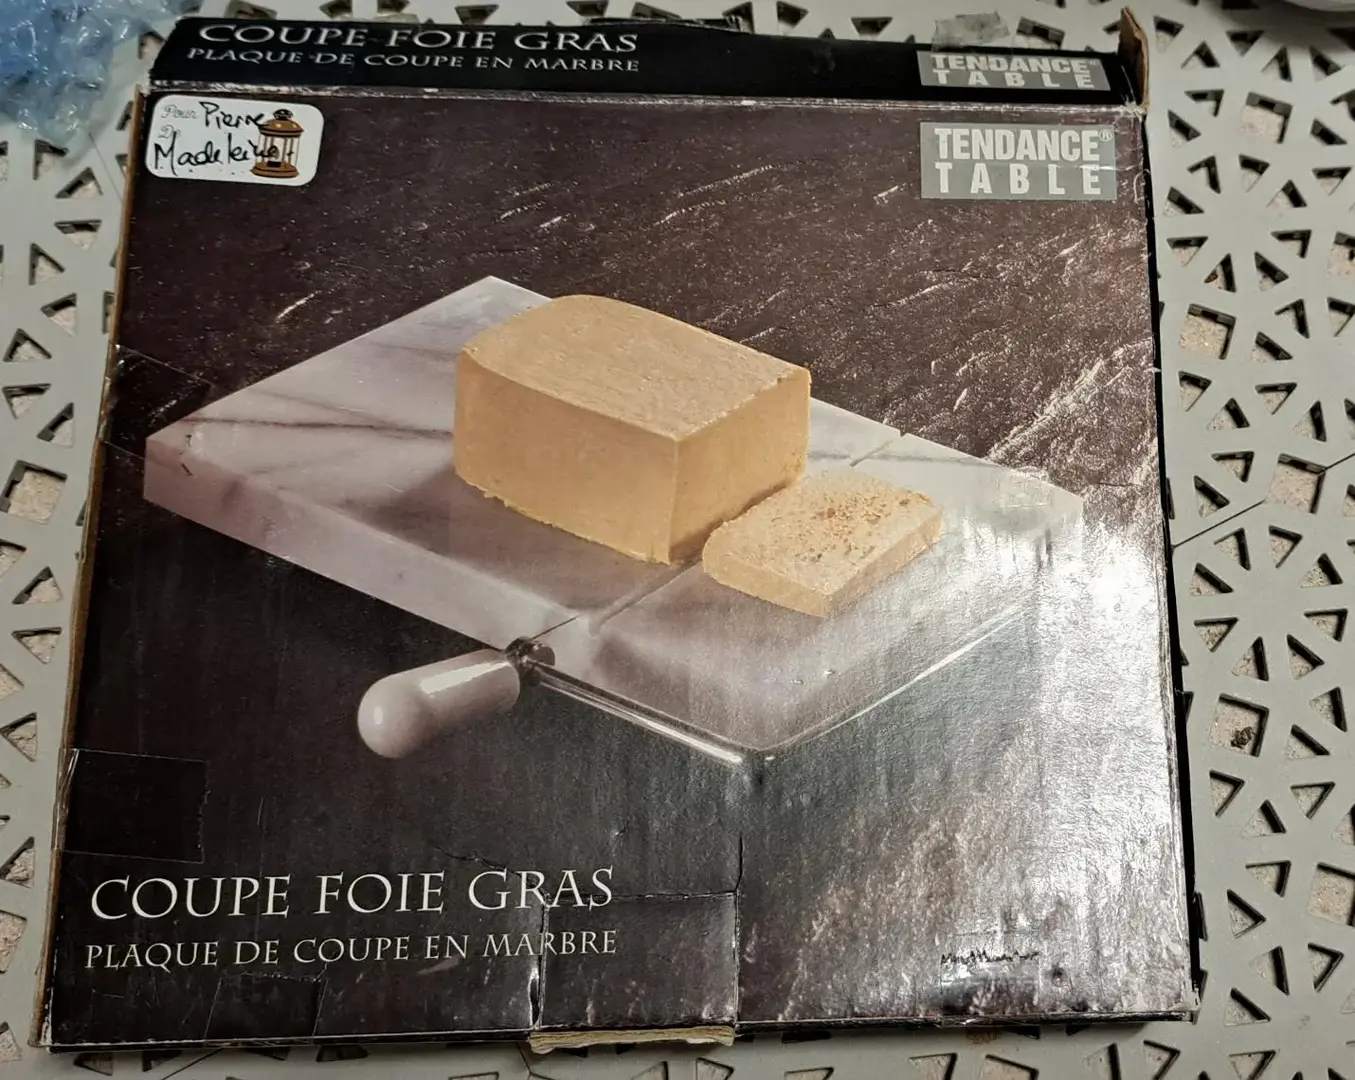 COUPE FOIE GRAS
PLAQUE DE COUPE EN MARBRE
TENDANCE®
TABLE
Pour Pierre
Madeleine
TENDANCE®
TABLE
COUPE FOIE GRAS
PLAQUE DE COUPE EN MARBRE